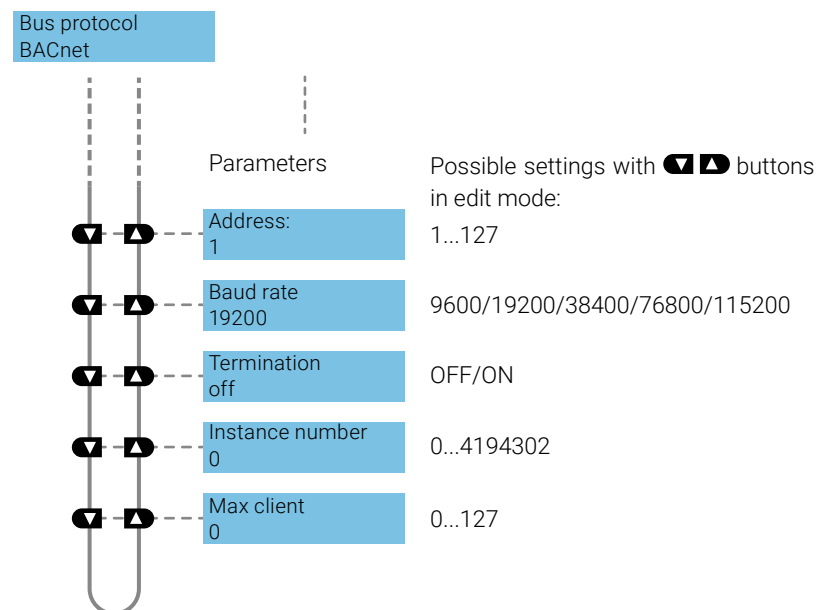 Bus protocol
BACnet
Parameters
Possible settings with buttons
in edit mode:
Address:
1
1...127
Baud rate
19200
9600/19200/38400/76800/115200
Termination
off
OFF/ON
Instance number
0
0...4194302
Max client
0
0...127